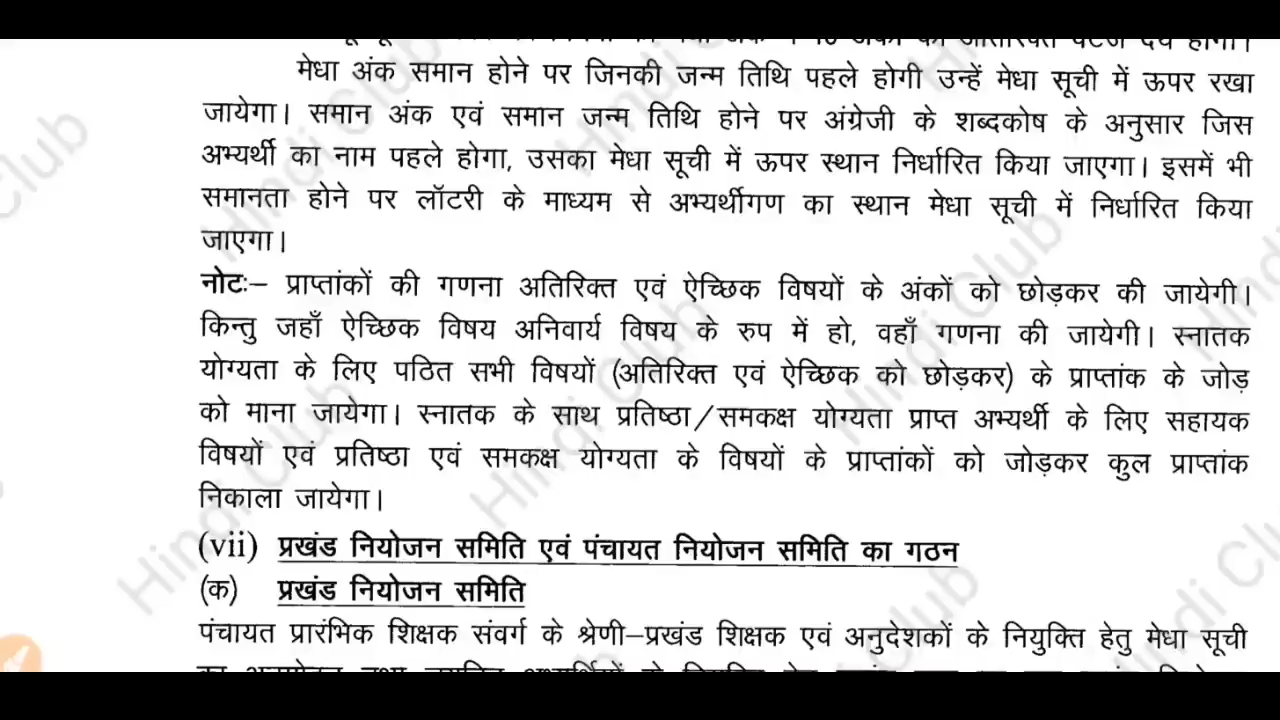 मेधा अंक समान होने पर जिनकी जन्म तिथि पहले होगी उन्हें मेधा सूची में ऊपर रखा
जायेगा। समान अंक एवं समान जन्म तिथि होने पर अंग्रेजी के शब्दकोष के अनुसार जिस
अभ्यर्थी का नाम पहले होगा, उसका मेधा सूची में ऊपर स्थान निर्धारित किया जाएगा। इसमें भी
समानता होने पर लॉटरी के माध्यम से अभ्यर्थीगण का स्थान मेधा सूची में निर्धारित किया
जाएगा।
नोटः– प्राप्तांकों की गणना अतिरिक्त एवं ऐच्छिक विषयों के अंकों को छोड़कर की जायेगी।
किन्तु जहाँ ऐच्छिक विषय अनिवार्य विषय के रुप में हो, वहाँ गणना की जायेगी। स्नातक
योग्यता के लिए पठित सभी विषयों (अतिरिक्त एवं ऐच्छिक को छोड़कर) के प्राप्तांक के जोड़
को माना जायेगा। स्नातक के साथ प्रतिष्ठा/समकक्ष योग्यता प्राप्त अभ्यर्थी के लिए सहायक
विषयों एवं प्रतिष्ठा एवं समकक्ष योग्यता के विषयों के प्राप्तांकों को जोड़कर कुल प्राप्तांक
निकाला जायेगा।
(vii) प्रखंड नियोजन समिति एवं पंचायत नियोजन समिति का गठन
(क) प्रखंड नियोजन समिति
पंचायत प्रारंभिक शिक्षक संवर्ग के श्रेणी–प्रखंड शिक्षक एवं अनुदेशकों के नियुक्ति हेतु मेधा सूची
Hindi Club